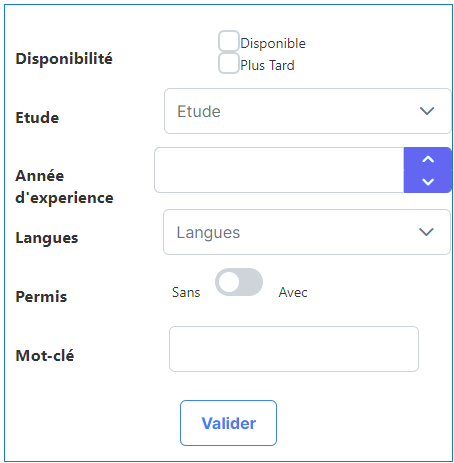 Disponibilité
Disponible
Plus Tard
Etude
Etude
Année
d'experience
Langues
Langues
Permis
Sans
Avec
Mot-clé
Valider